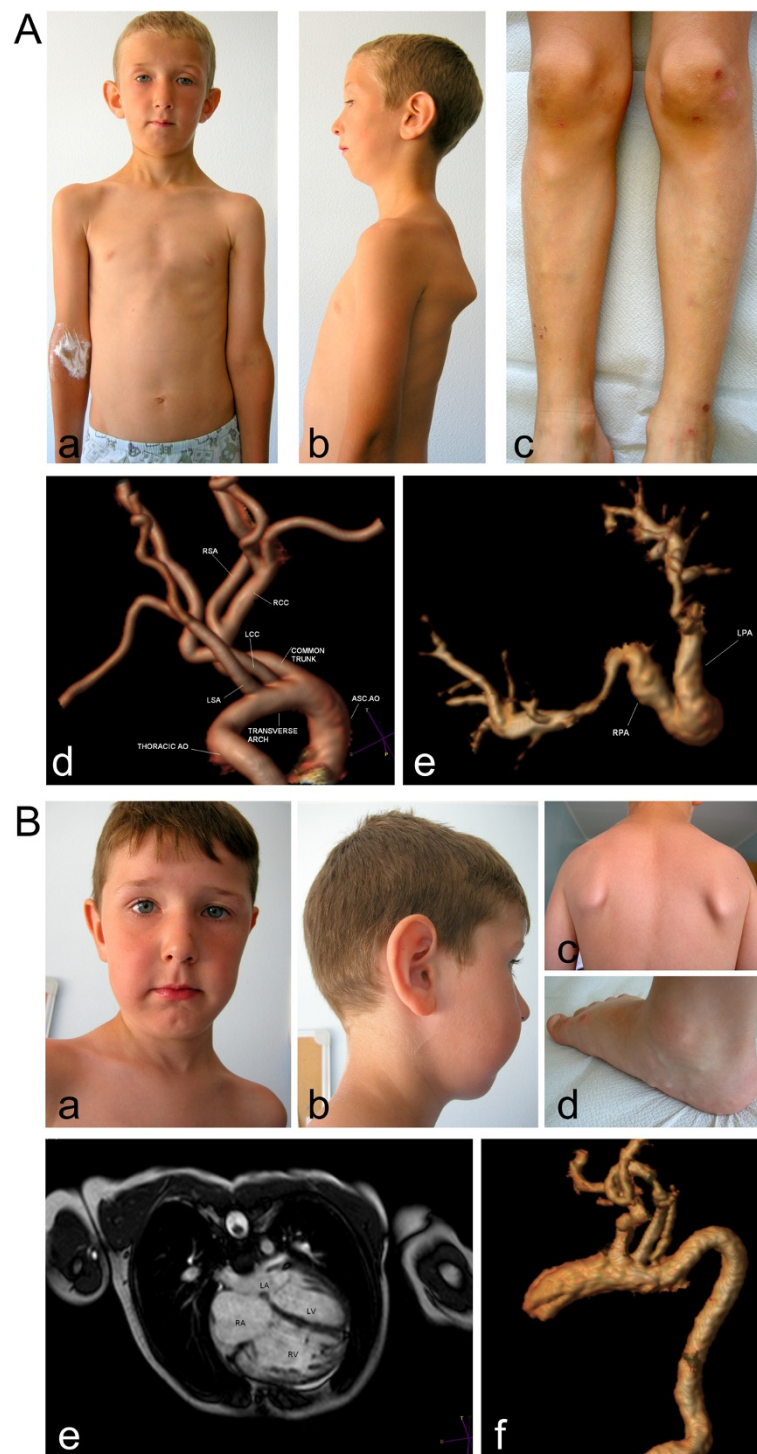 A
a
b
c
RSA
RCC
LCC
COMMON
TRUNK
LSA
ASC.AO
TRANSVERSE
ARCH
THORACIC AO
d
LPA
RPA
e
B
a
b
c
d
LA
LV
RA
RV
e
f